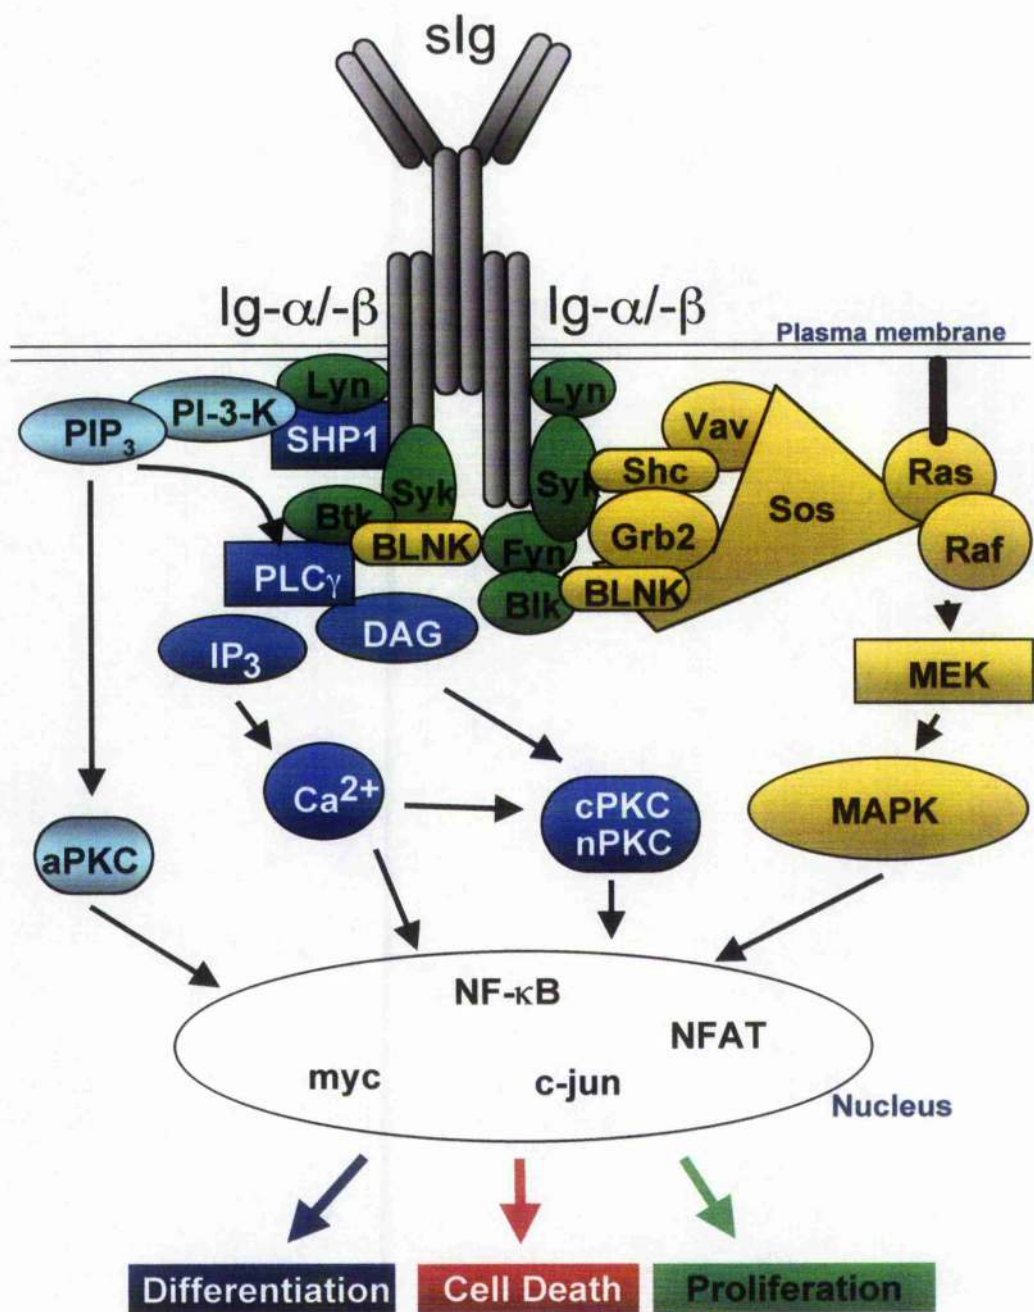 sIg
Ig-α/-β
Ig-α/-β
Plasma membrane
Lyn
Lyn
PI-3-K
PIP3
SHP1
Vav
Syk
Syk
Shc
Ras
Sos
Btk
BLNK
Fyn
Grb2
Raf
PLCγ
Blk
BLNK
DAG
IP3
MEK
Ca2+
cPKC
nPKC
MAPK
aPKC
NF-κB
NFAT
myc
c-jun
Nucleus
Differentiation
Cell Death
Proliferation